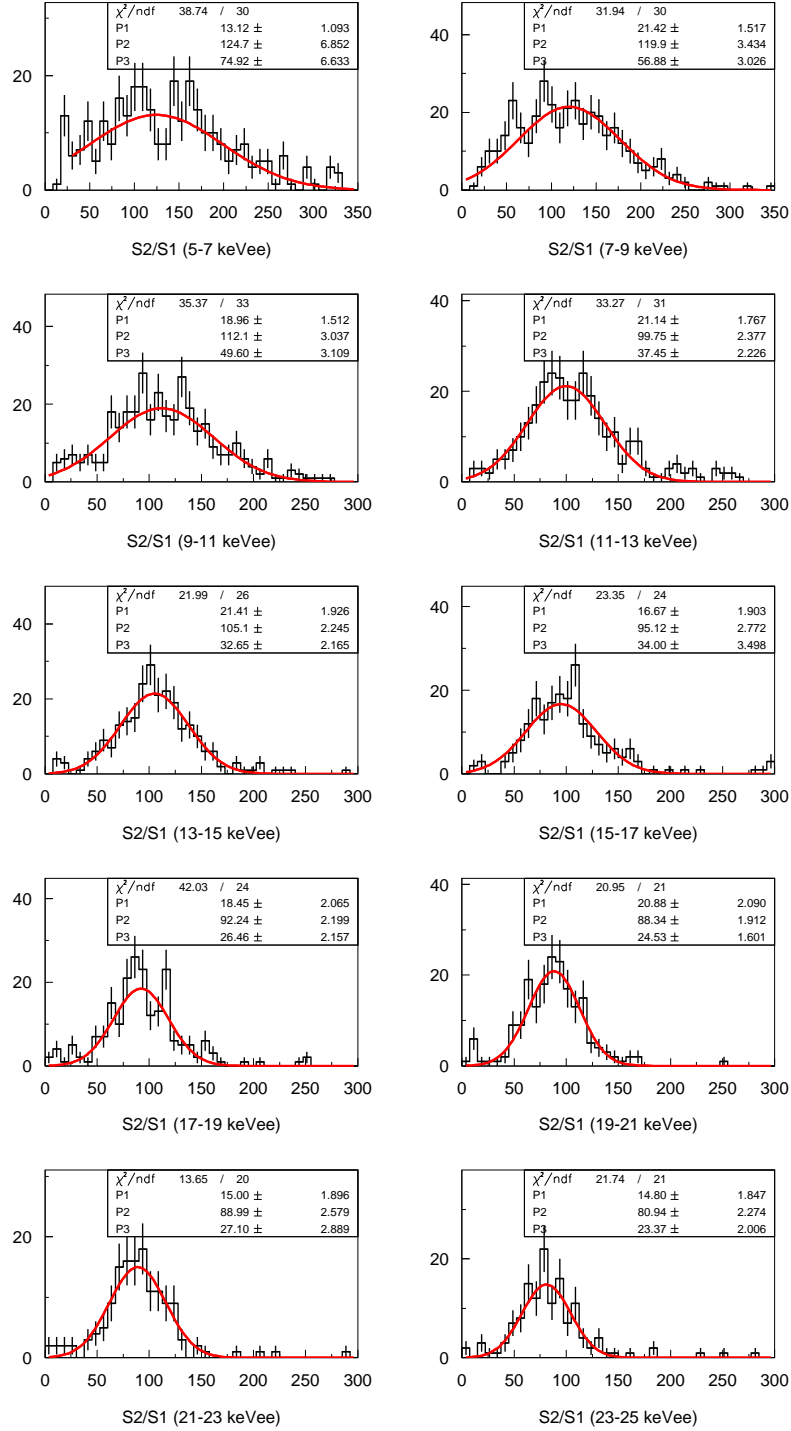 χ²/ndf 38.74 / 30
P1 13.12 ± 1.093
P2 124.7 ± 6.852
P3 74.92 ± 6.633
20
0
0 50 100 150 200 250 300 350
S2/S1 (5-7 keVee)
χ²/ndf 31.94 / 30
P1 21.42 ± 1.517
P2 119.9 ± 3.434
P3 56.88 ± 3.026
40
20
0
0 50 100 150 200 250 300 350
S2/S1 (7-9 keVee)
χ²/ndf 35.37 / 33
P1 18.96 ± 1.512
P2 112.1 ± 3.037
P3 49.60 ± 3.109
40
20
0
0 50 100 150 200 250 300
S2/S1 (9-11 keVee)
χ²/ndf 33.27 / 31
P1 21.14 ± 1.767
P2 99.75 ± 2.377
P3 37.45 ± 2.226
40
20
0
0 50 100 150 200 250 300
S2/S1 (11-13 keVee)
χ²/ndf 21.99 / 26
P1 21.41 ± 1.926
P2 105.1 ± 2.245
P3 32.65 ± 2.165
40
20
0
0 50 100 150 200 250 300
S2/S1 (13-15 keVee)
χ²/ndf 23.35 / 24
P1 16.67 ± 1.903
P2 95.12 ± 2.772
P3 34.00 ± 3.498
40
20
0
0 50 100 150 200 250 300
S2/S1 (15-17 keVee)
χ²/ndf 42.03 / 24
P1 18.45 ± 2.065
P2 92.24 ± 2.199
P3 26.46 ± 2.157
40
20
0
0 50 100 150 200 250 300
S2/S1 (17-19 keVee)
χ²/ndf 20.95 / 21
P1 20.88 ± 2.090
P2 88.34 ± 1.912
P3 24.53 ± 1.601
40
20
0
0 50 100 150 200 250 300
S2/S1 (19-21 keVee)
χ²/ndf 13.65 / 20
P1 15.00 ± 1.896
P2 88.99 ± 2.579
P3 27.10 ± 2.889
20
0
0 50 100 150 200 250 300
S2/S1 (21-23 keVee)
χ²/ndf 21.74 / 21
P1 14.80 ± 1.847
P2 80.94 ± 2.274
P3 23.37 ± 2.006
20
0
0 50 100 150 200 250 300
S2/S1 (23-25 keVee)